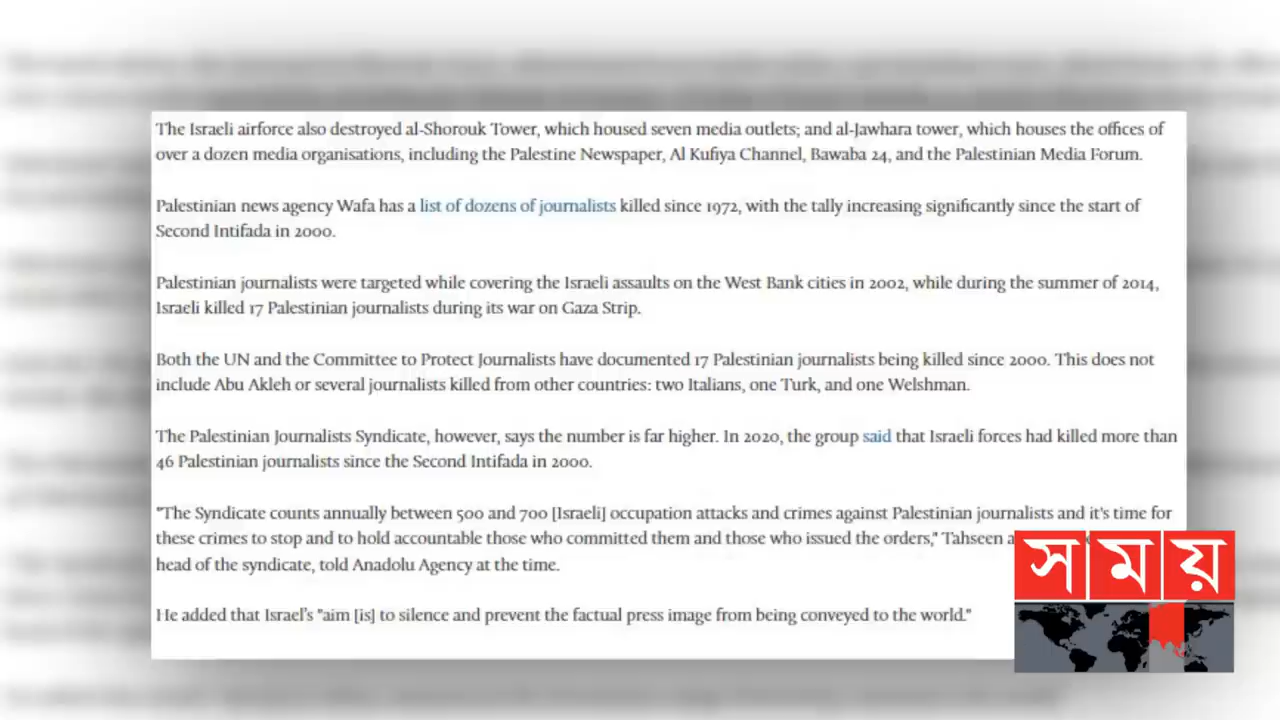 The Israeli airforce also destroyed al-Shorouk Tower, which housed seven media outlets; and al-Jawhara tower, which houses the offices of
over a dozen media organisations, including the Palestine Newspaper, Al Kufiya Channel, Bawaba 24, and the Palestinian Media Forum.
Palestinian news agency Wafa has a list of dozens of journalists killed since 1972, with the tally increasing significantly since the start of
Second Intifada in 2000.
Palestinian journalists were targeted while covering the Israeli assaults on the West Bank cities in 2002, while during the summer of 2014,
Israeli killed 17 Palestinian journalists during its war on Gaza Strip.
Both the UN and the Committee to Protect Journalists have documented 17 Palestinian journalists being killed since 2000. This does not
include Abu Akleh or several journalists killed from other countries: two Italians, one Turk, and one Welshman.
The Palestinian Journalists Syndicate, however, says the number is far higher. In 2020, the group said that Israeli forces had killed more than
46 Palestinian journalists since the Second Intifada in 2000.
"The Syndicate counts annually between 500 and 700 [Israeli] occupation attacks and crimes against Palestinian journalists and it's time for
these crimes to stop and to hold accountable those who committed them and those who issued the orders," Tahseen
head of the syndicate, told Anadolu Agency at the time.
He added that Israel's "aim [is] to silence and prevent the factual press image from being conveyed to the world."
সময়